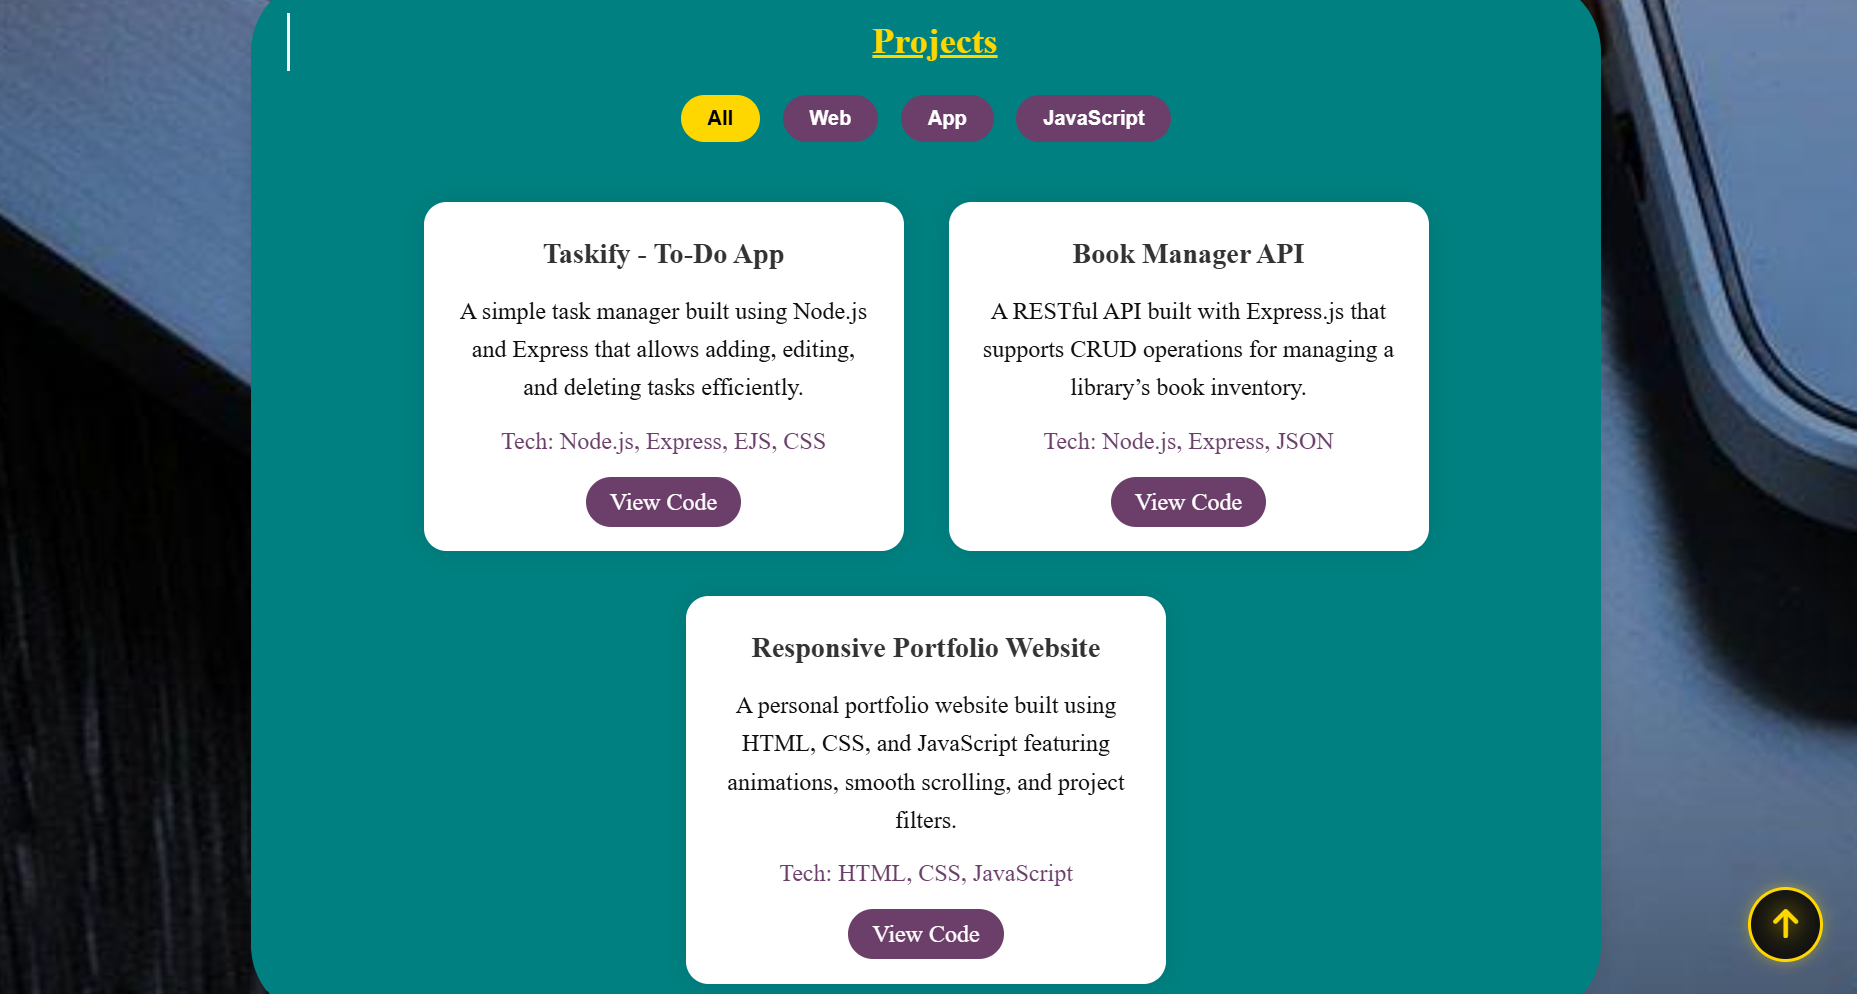 Projects
All
Web
App
JavaScript
Taskify - To-Do App
A simple task manager built using Node.js
and Express that allows adding, editing,
and deleting tasks efficiently.
Tech: Node.js, Express, EJS, CSS
View Code
Book Manager API
A RESTful API built with Express.js that
supports CRUD operations for managing a
library’s book inventory.
Tech: Node.js, Express, JSON
View Code
Responsive Portfolio Website
A personal portfolio website built using
HTML, CSS, and JavaScript featuring
animations, smooth scrolling, and project
filters.
Tech: HTML, CSS, JavaScript
View Code